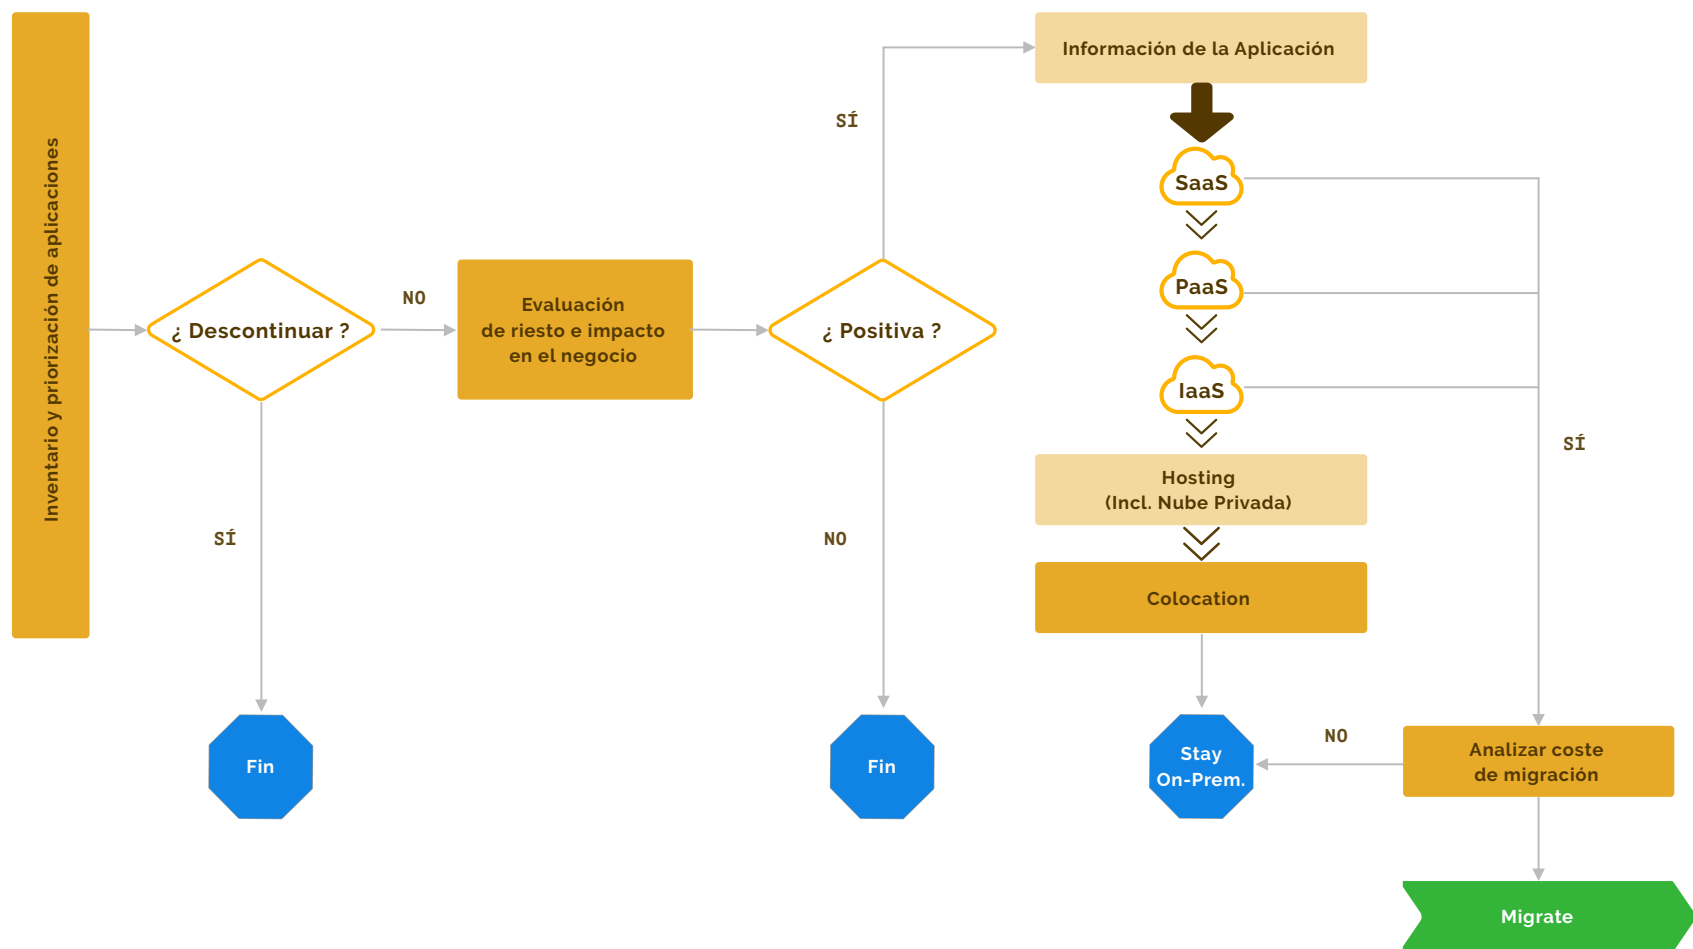 Inventario y priorización de aplicaciones
¿ Descontinuar ?
NO
SÍ
Fin
Evaluación
de riesto e impacto
en el negocio
¿ Positiva ?
SÍ
NO
Fin
Información de la Aplicación
SaaS
PaaS
IaaS
Hosting
(Incl. Nube Privada)
Colocation
Stay
On-Prem.
SÍ
NO
Analizar coste
de migración
Migrate